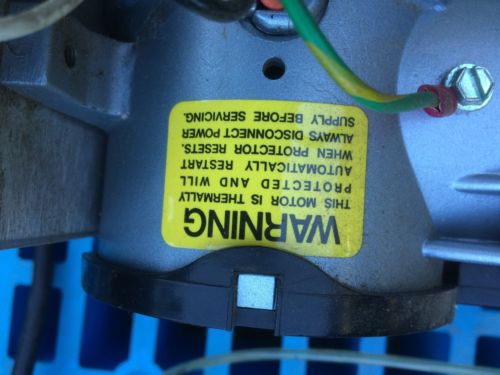 WARNING
THIS MOTOR IS THERMALLY
PROTECTED AND WILL
AUTOMATICALLY RESTART
WHEN PROTECTOR RESETS.
ALWAYS DISCONNECT POWER
SUPPLY BEFORE SERVICING.